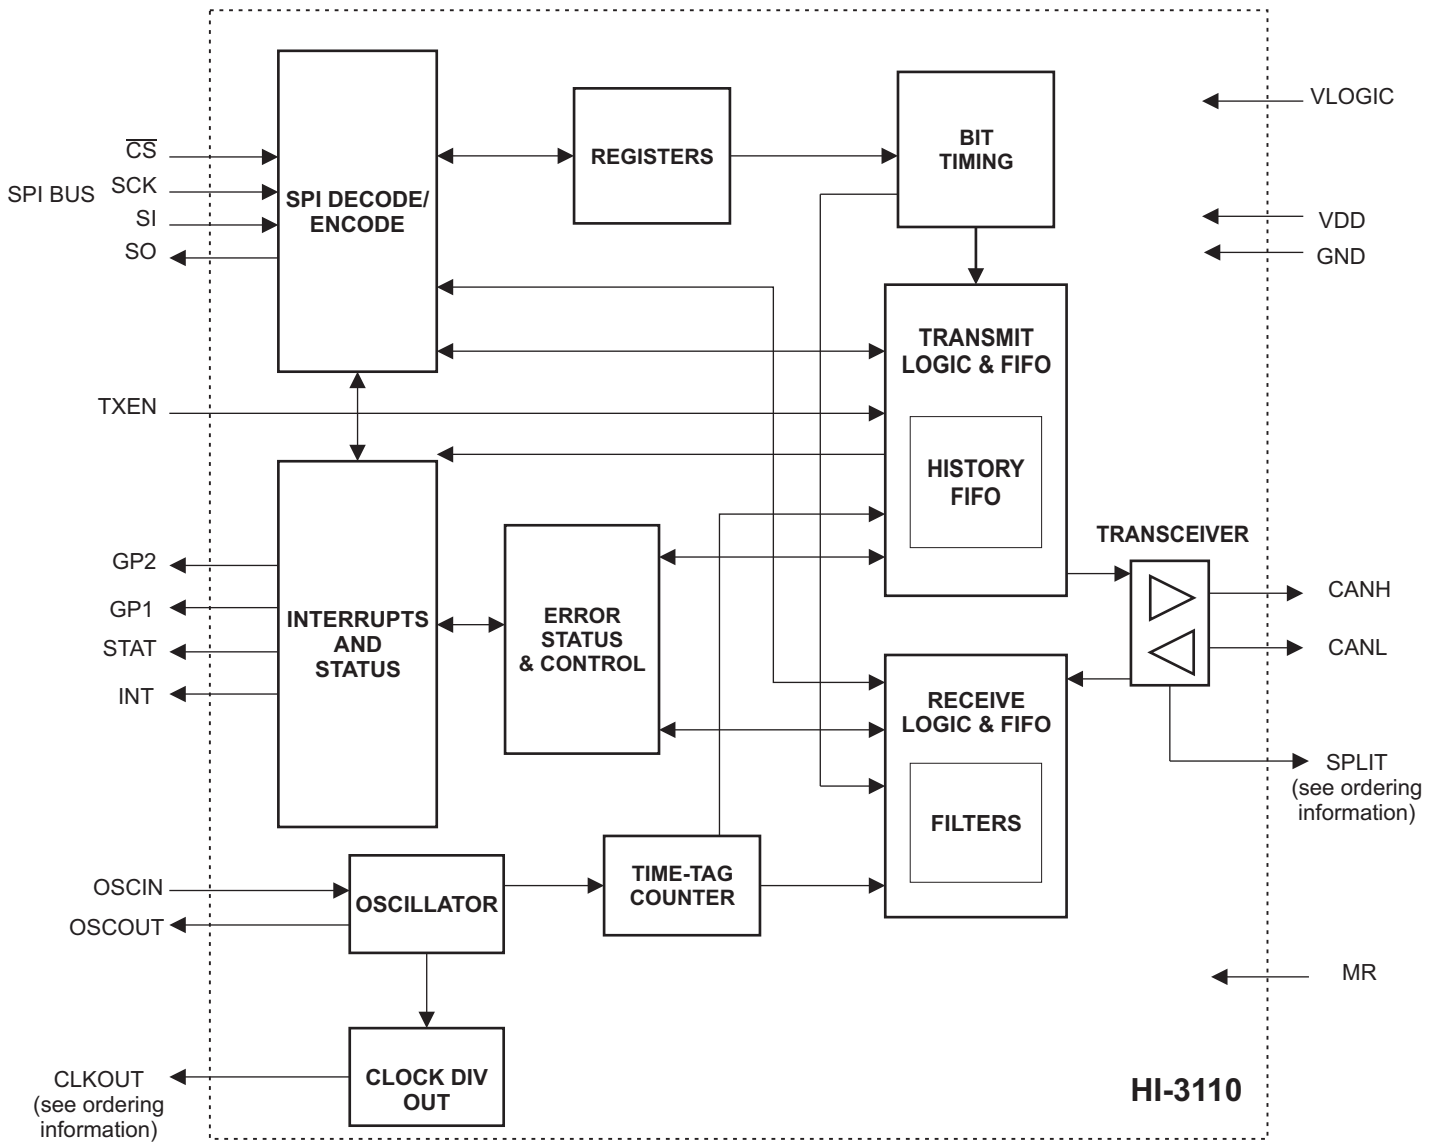 VLOGIC
BIT
TIMING
REGISTERS
C̅S̅
SCK
SPI BUS
SI
SO
SPI DECODE/
ENCODE
VDD
GND
TRANSMIT
LOGIC & FIFO
TXEN
HISTORY
FIFO
TRANSCEIVER
GP2
GP1
STAT
INT
INTERRUPTS
AND
STATUS
ERROR
STATUS
& CONTROL
CANH
CANL
RECEIVE
LOGIC & FIFO
FILTERS
SPLIT
(see ordering
information)
OSCIN
OSCOUT
OSCILLATOR
TIME-TAG
COUNTER
MR
CLKOUT
(see ordering
information)
CLOCK DIV
OUT
HI-3110